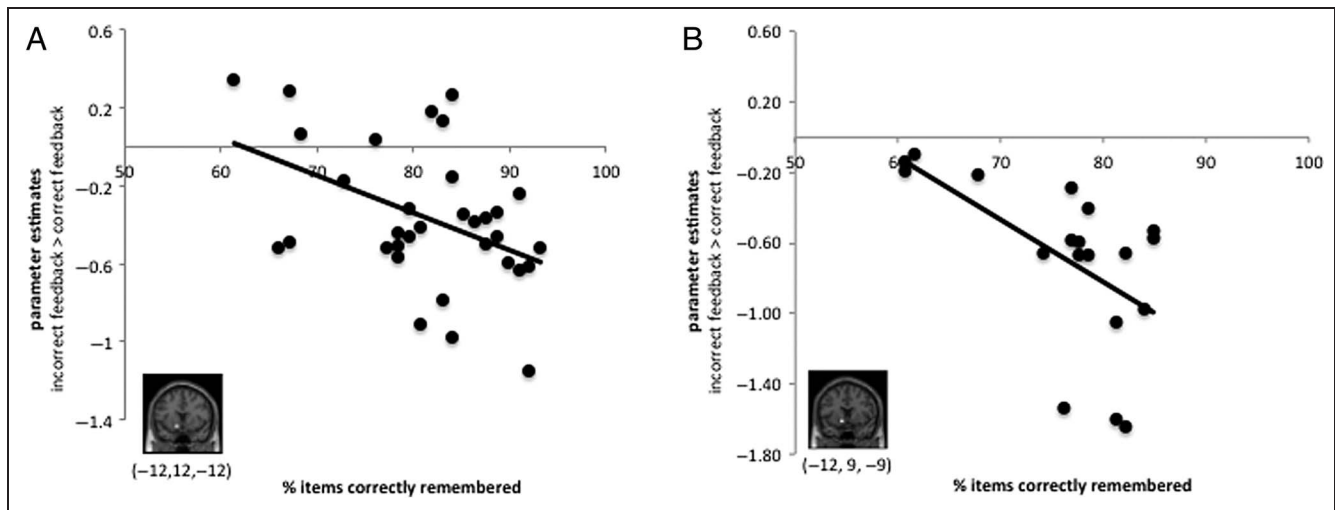 A
0.6
0.2
50 60 70 80 90 100
−0.2
−0.6
−1
−1.4
parameter estimates
incorrect feedback > correct feedback
(−12,12,−12)
% items correctly remembered
B
0.60
0.20
50 60 70 80 90 100
−0.20
−0.60
−1.00
−1.40
−1.80
parameter estimates
incorrect feedback > correct feedback
(−12, 9, −9)
% items correctly remembered